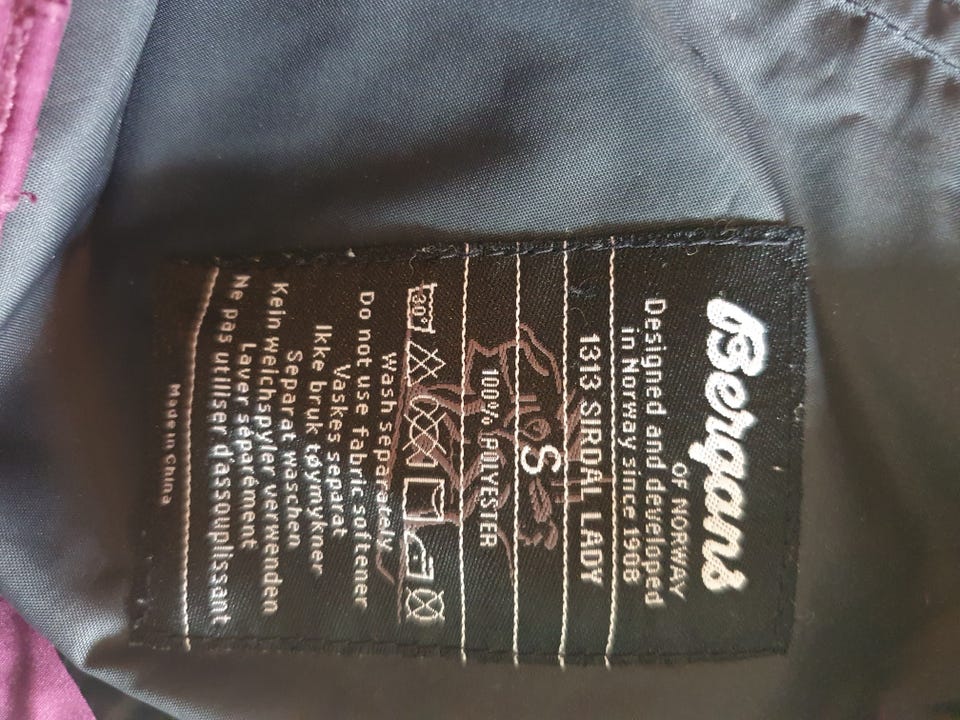 Bergans
OF NORWAY
Designed and developed
in Norway since 1908
1313 SIRDAL LADY
S
100% POLYESTER
30°
Wash separately.
Do not use fabric softener
Vaskes separat
Ikke bruk tøymykner
Separat waschen
Kein weichspyler verwenden
Laver séparément
Ne pas utiliser d'assouplissant
Made in China